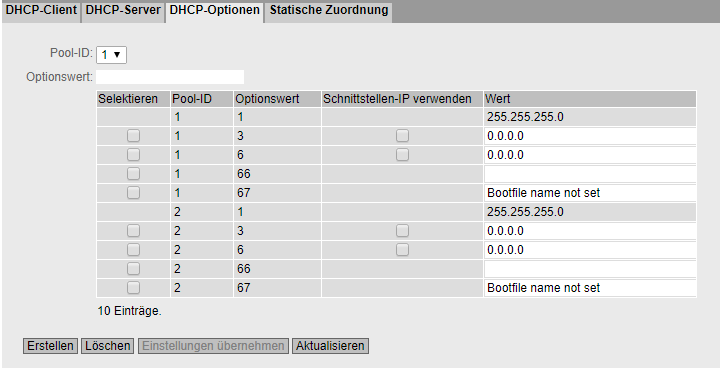 DHCP-Client DHCP-Server DHCP-Optionen Statische Zuordnung
Pool-ID: 1
Optionswert:
Selektieren Pool-ID Optionswert Schnittstellen-IP verwenden Wert
1 1 255.255.255.0
1 3 0.0.0.0
1 6 0.0.0.0
1 66
1 67 Bootfile name not set
2 1 255.255.255.0
2 3 0.0.0.0
2 6 0.0.0.0
2 66
2 67 Bootfile name not set
10 Einträge.
Erstellen Löschen Einstellungen übernehmen Aktualisieren